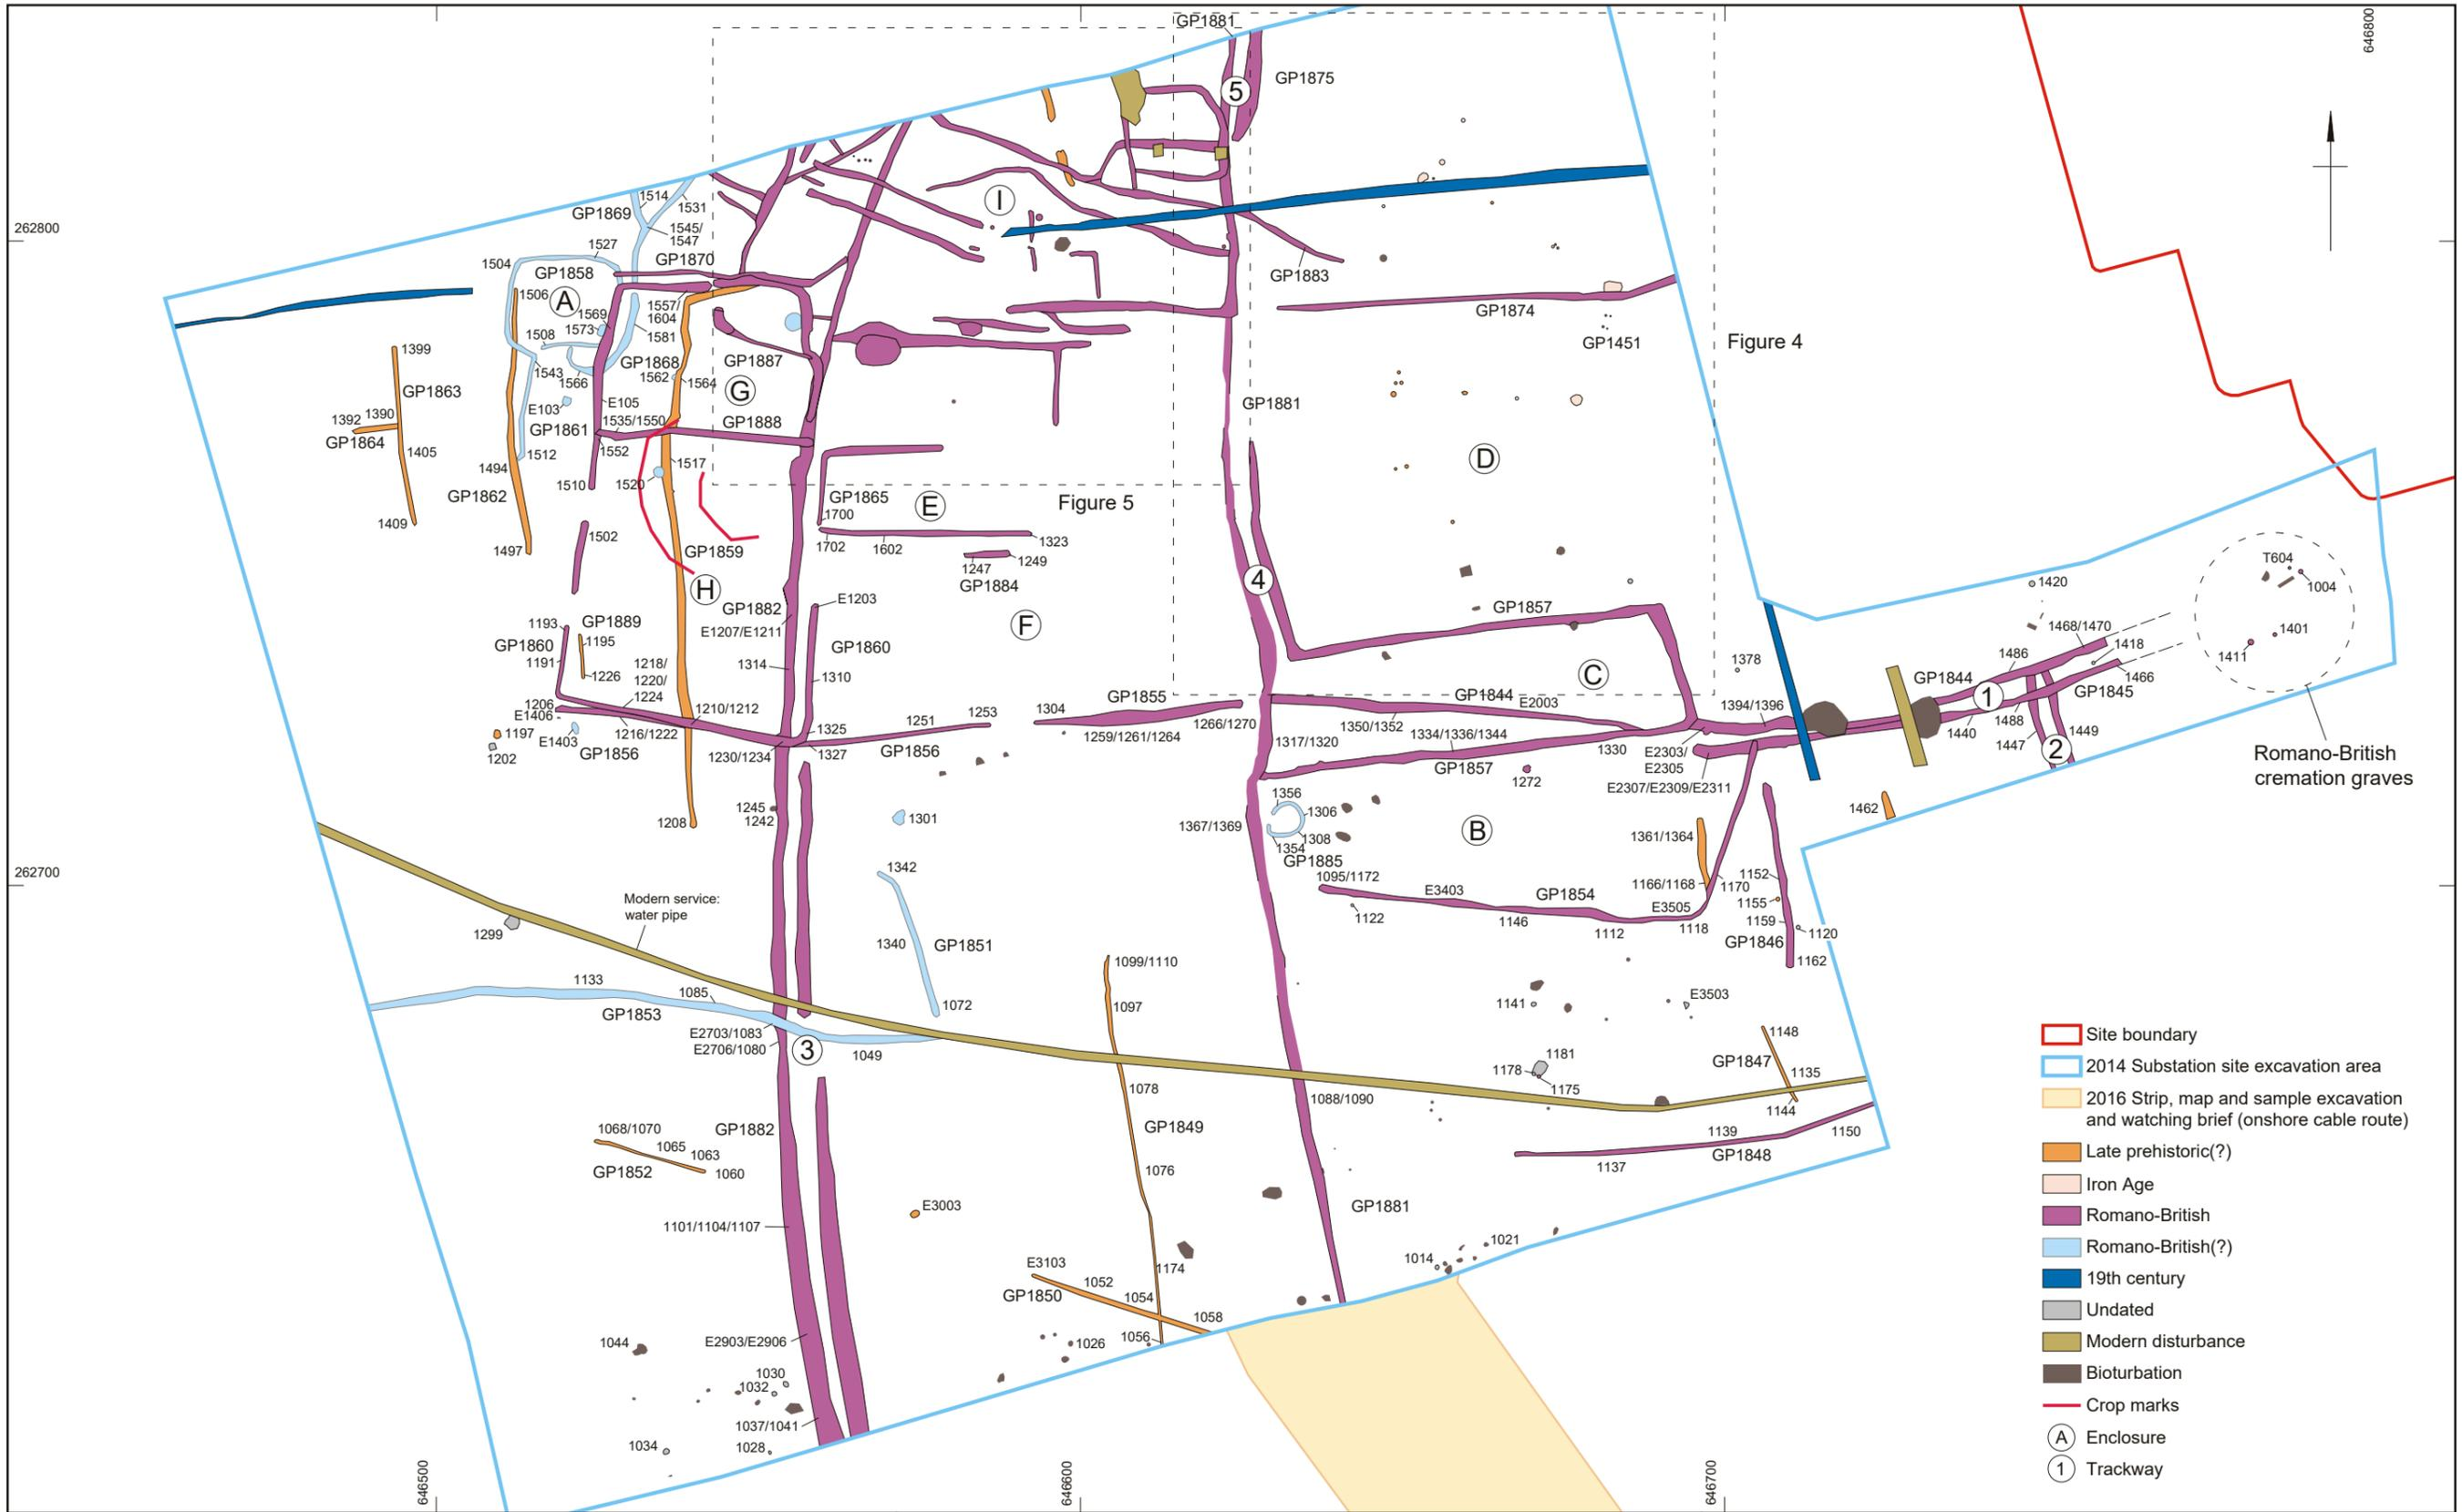 646800
GP1881
5
GP1875
1514
1531
GP1869
1545/
1547
I
262800
1504
1527
GP1858
GP1870
GP1883
A
1506
1557/
1604
1569
1573
1581
1508
GP1874
GP1451
Figure 4
1399
GP1863
1543
1566
GP1868
1562
1564
GP1887
G
E103
E105
GP1881
1392
1390
GP1864
GP1861
1535/1550
GP1888
1405
1552
1512
1494
1517
D
GP1862
1510
1520
GP1865
E
Figure 5
1409
1700
1497
1502
GP1859
1702
1602
1323
1247
1249
GP1884
H
4
E1203
T604
1004
1420
GP1882
E1207/E1211
F
GP1857
1193
GP1889
GP1860
1195
1191
1226
1218/
1220/
1224
1314
GP1860
1310
1468/1470
1418
1401
1411
1378
1486
C
GP1844
1
1466
GP1845
1206
E1406
1210/1212
1304
GP1855
GP1844
E2003
1394/1396
1197
E1403
1216/1222
GP1856
1202
1325
1251
1253
1266/1270
1350/1352
1488
1440
1447
1449
2
1230/1234
1327
GP1856
1259/1261/1264
1317/1320
1334/1336/1344
1330
E2303/
E2305
GP1857
1272
E2307/E2309/E2311
Romano-British
cremation graves
1208
1245
1242
1301
1356
1306
1308
1354
1367/1369
GP1885
B
1361/1364
1462
262700
1342
1095/1172
E3403
GP1854
1166/1168
1170
1152
1155
1159
1120
Modern service:
water pipe
1122
1146
1112
E3505
1118
GP1846
1162
1299
1340
GP1851
1099/1110
1133
1085
GP1853
1072
1097
1141
E3503
E2703/1083
E2706/1080
3
1049
1148
GP1847
1135
1181
1178
1175
1144
1078
1088/1090
1068/1070
1065
1063
1060
GP1852
GP1882
GP1849
1139
1150
1137
GP1848
1076
E3003
1101/1104/1107
GP1881
1021
1014
E3103
1174
1052
GP1850
1054
1058
1056
1026
1044
E2903/E2906
1030
1032
1037/1041
1034
1028
646500
646600
646700
Site boundary
2014 Substation site excavation area
2016 Strip, map and sample excavation
and watching brief (onshore cable route)
Late prehistoric(?)
Iron Age
Romano-British
Romano-British(?)
19th century
Undated
Modern disturbance
Bioturbation
Crop marks
A Enclosure
1 Trackway